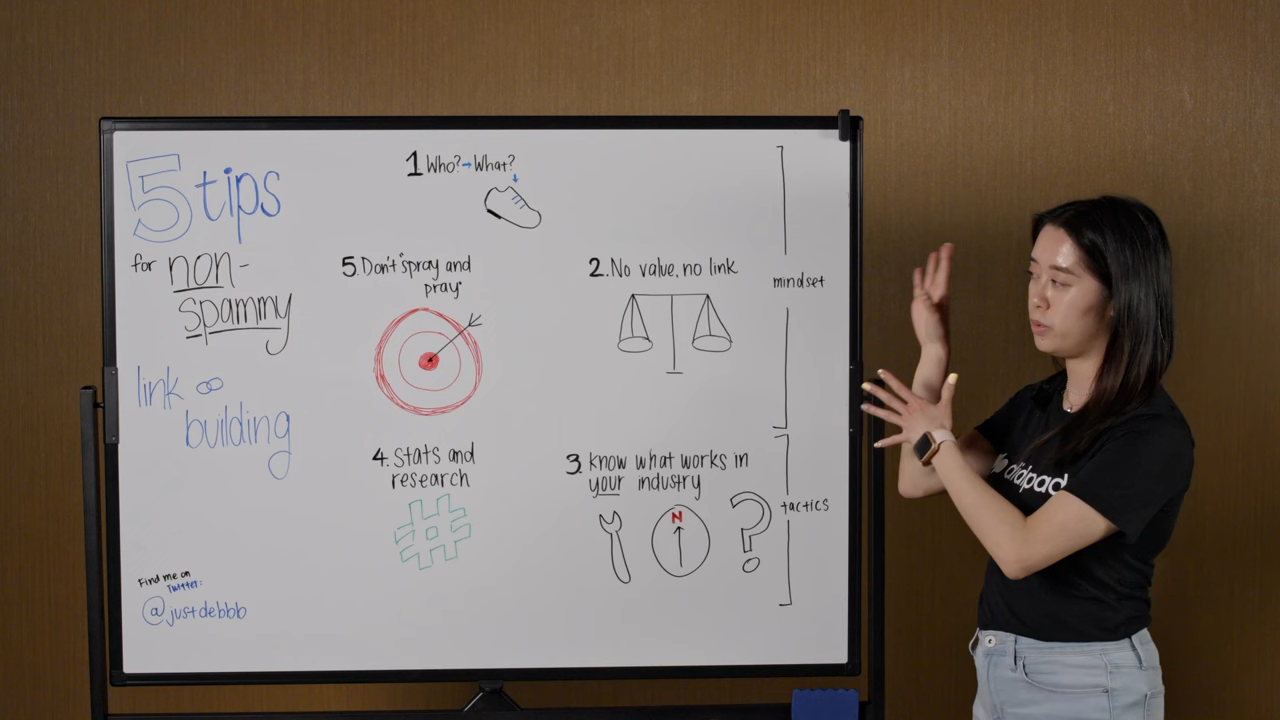 5 tips
for non-
spammy
link
building
Find me on
Twitter:
@justdebbb
1 Who?→What?
2. No value, no link
3. Know what works in
your industry
N
?
4. Stats and
research
#
5. Don't "spray and
pray"
mindset
tactics
dialpad